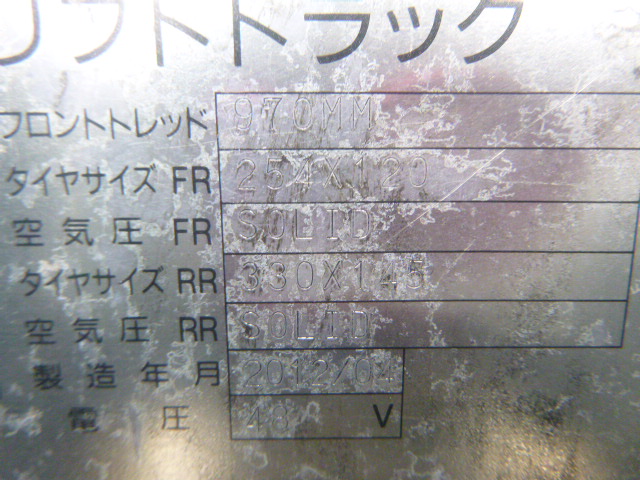 リフトトラック
フロントトレッド 970MM
タイヤサイズ FR 254X120
空気圧 FR SOLID
タイヤサイズ RR 330X145
空気圧 RR SOLID
製造年月 2012/04
電圧 48 V